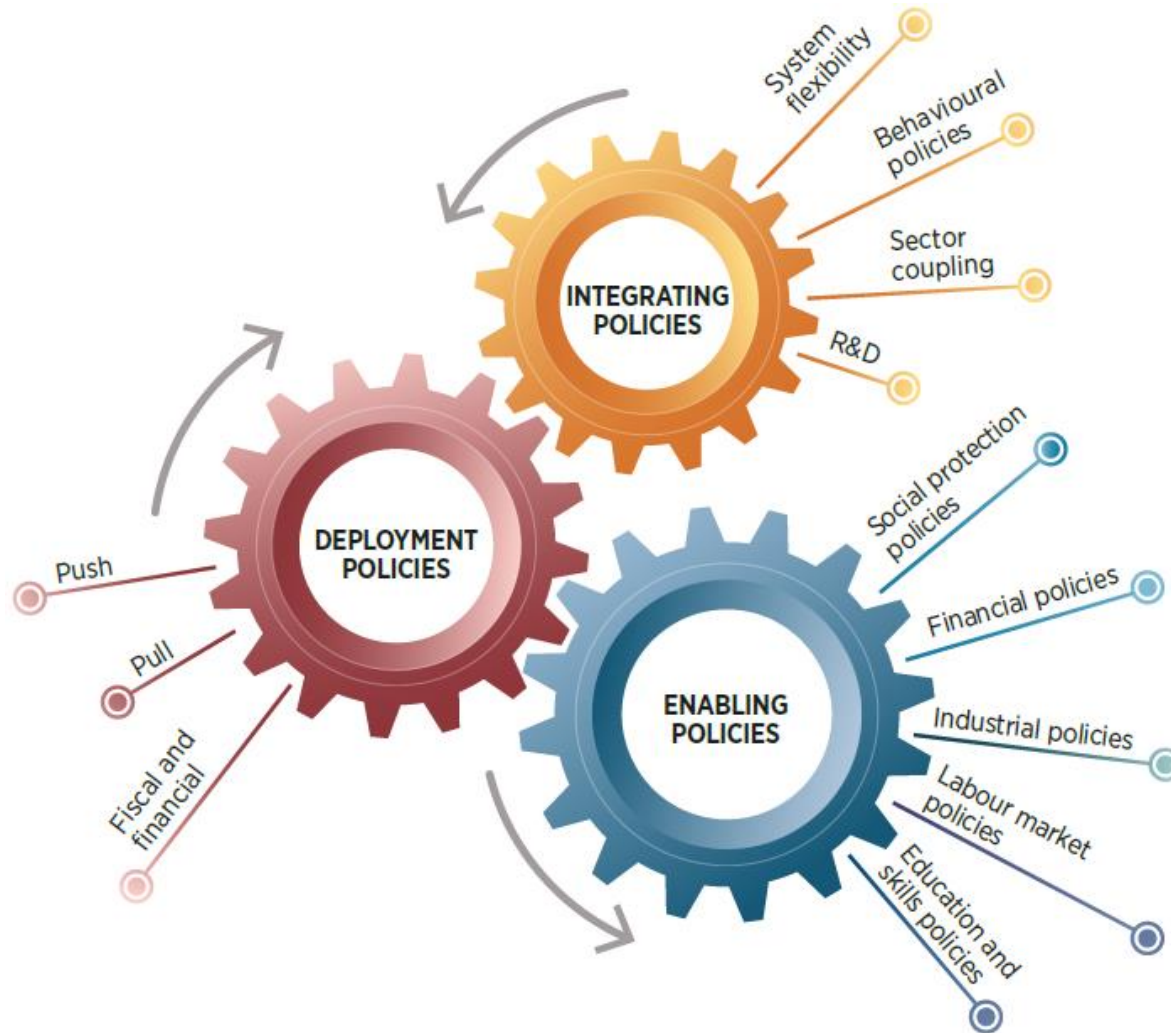 System
flexibility
Behavioural
policies
Sector
coupling
R&D
INTEGRATING
POLICIES
Push
Pull
Fiscal and
financial
DEPLOYMENT
POLICIES
Social protection
policies
Financial policies
Industrial policies
Labour market
policies
Education and
skills policies
ENABLING
POLICIES